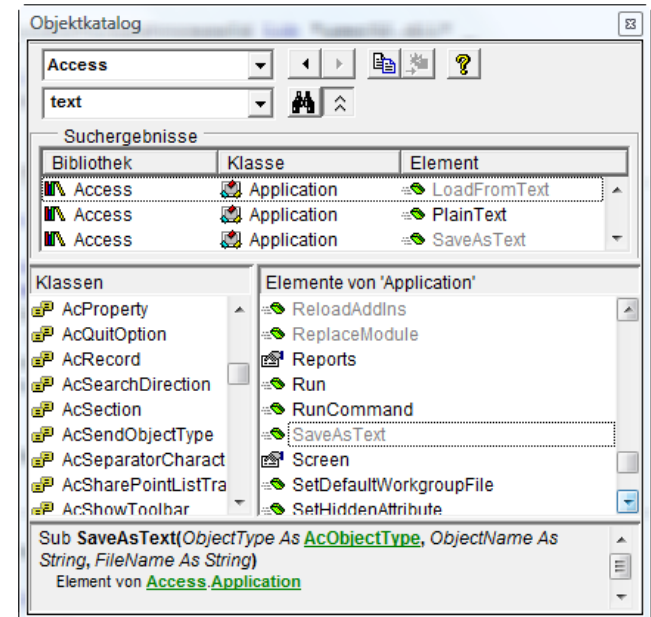 Objektkatalog
Access
text
Suchergebnisse
Bibliothek Klasse Element
Access Application LoadFromText
Access Application PlainText
Access Application SaveAsText
Klassen
AcProperty
AcQuitOption
AcRecord
AcSearchDirection
AcSection
AcSendObjectType
AcSeparatorCharact
AcSharePointListTra
AcShowToolbar
Elemente von 'Application'
ReloadAddIns
ReplaceModule
Reports
Run
RunCommand
SaveAsText
Screen
SetDefaultWorkgroupFile
SetHiddenAttribute
Sub SaveAsText(ObjectType As AcObjectType, ObjectName As
String, FileName As String)
Element von Access.Application